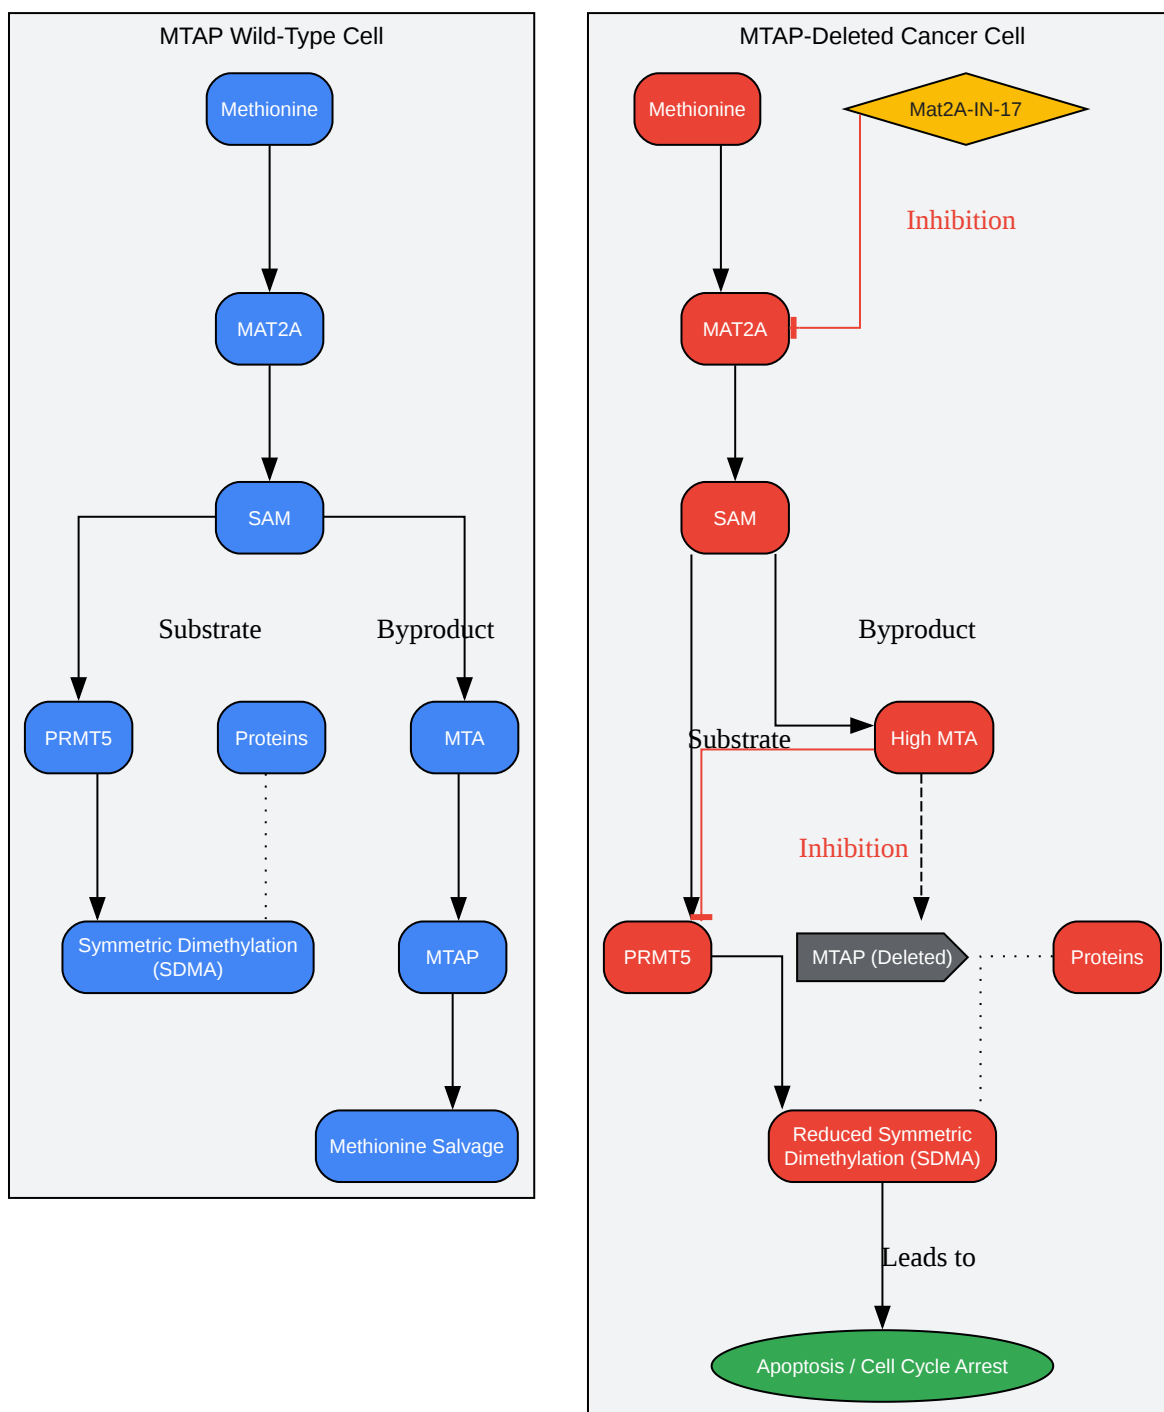 MTAP Wild-Type Cell
Methionine
MAT2A
SAM
Substrate
Byproduct
PRMT5
Proteins
MTA
Symmetric Dimethylation
(SDMA)
MTAP
Methionine Salvage
MTAP-Deleted Cancer Cell
Methionine
Mat2A-IN-17
Inhibition
MAT2A
SAM
Byproduct
Substrate
High MTA
Inhibition
PRMT5
MTAP (Deleted)
Proteins
Reduced Symmetric
Dimethylation (SDMA)
Leads to
Apoptosis / Cell Cycle Arrest